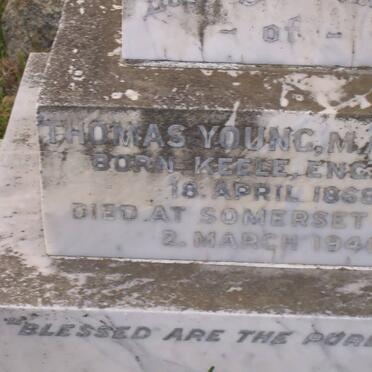 - of -
THOMAS YOUNG, M.
BORN KEELE, ENG
18. APRIL 186
DIED AT SOMERSET
2. MARCH 194
"BLESSED ARE THE PURE